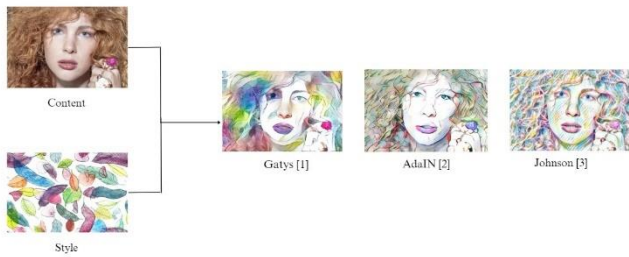 Content
Style
Gatys [1]
AdaIN [2]
Johnson [3]